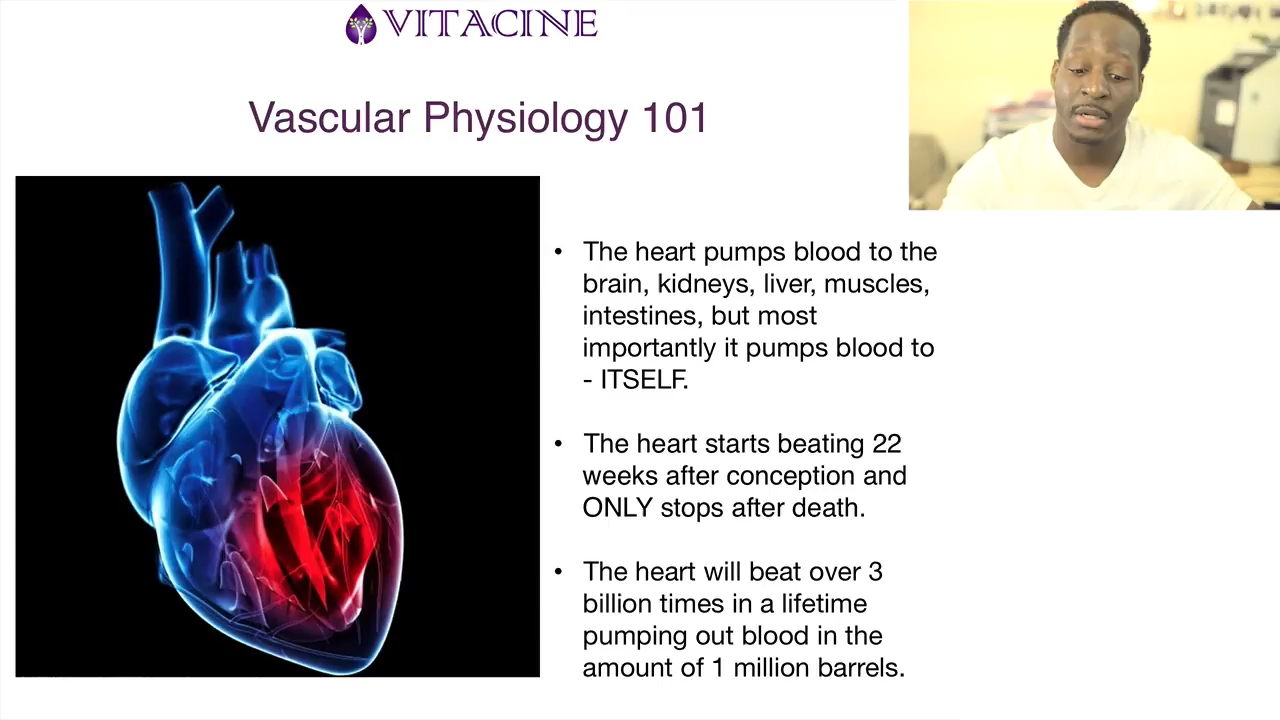 VITACINE
Vascular Physiology 101
• The heart pumps blood to the
brain, kidneys, liver, muscles,
intestines, but most
importantly it pumps blood to
- ITSELF.
• The heart starts beating 22
weeks after conception and
ONLY stops after death.
• The heart will beat over 3
billion times in a lifetime
pumping out blood in the
amount of 1 million barrels.